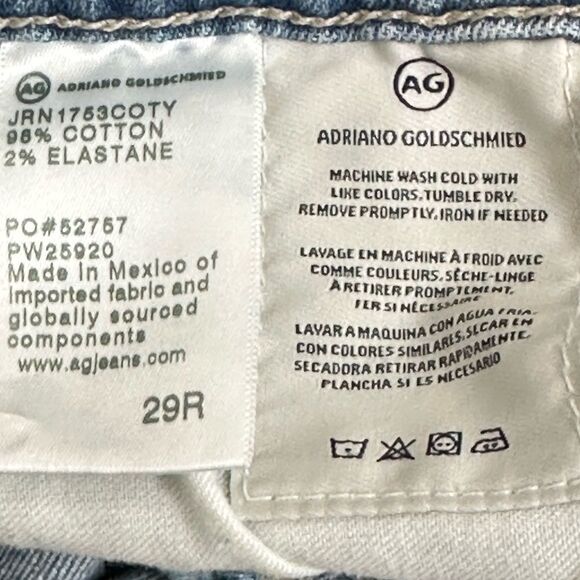 AG ADRIANO GOLDSCHMIED
JRN1753COTY
98% COTTON
2% ELASTANE
PO#52757
PW25920
Made in Mexico of
imported fabric and
globally sourced
components
www.agjeans.com
29R
AG
ADRIANO GOLDSCHMIED
MACHINE WASH COLD WITH
LIKE COLORS. TUMBLE DRY.
REMOVE PROMPTLY. IRON IF NEEDED
LAVAGE EN MACHINE À FROID AVEC
COMME COULEURS. SÈCHE-LINGE
À RETIRER PROMPTEMENT.
FER SI NÉCESSAIRE
LAVAR A MAQUINA CON AGUA FRIA.
CON COLORES SIMILARES. SECAR EN
SECADORA RETIRAR RAPIDAMENTE.
PLANCHA SI ES NECESARIO